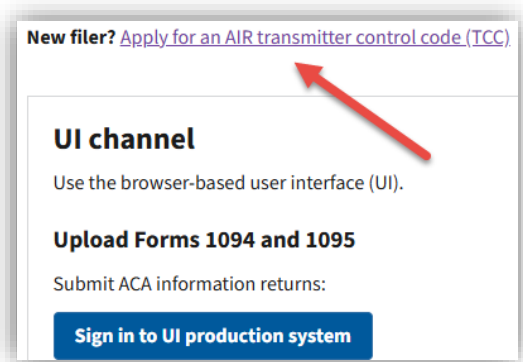 New filer? Apply for an AIR transmitter control code (TCC)
UI channel
Use the browser-based user interface (UI).
Upload Forms 1094 and 1095
Submit ACA information returns:
Sign in to UI production system